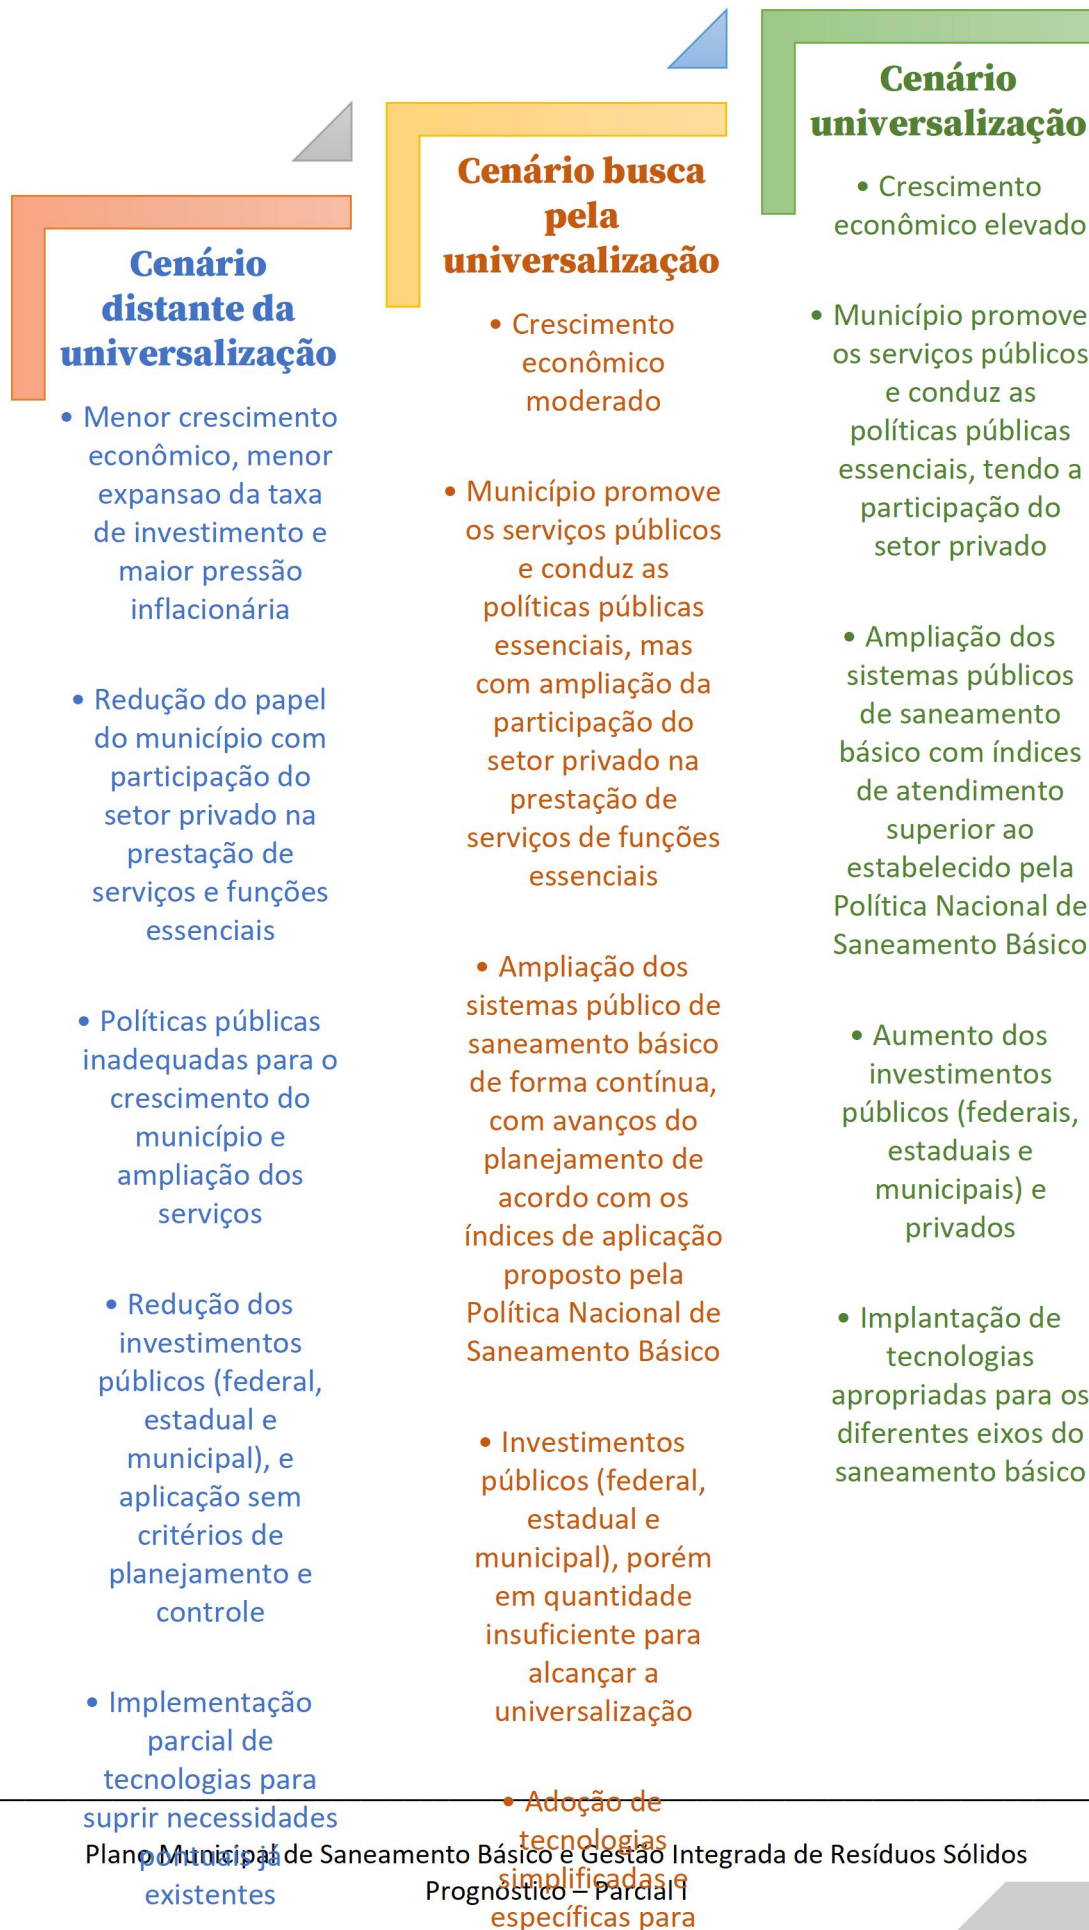 Cenário
distante da
universalização
• Menor crescimento
econômico, menor
expansao da taxa
de investimento e
maior pressão
inflacionária
• Redução do papel
do município com
participação do
setor privado na
prestação de
serviços e funções
essenciais
• Políticas públicas
inadequadas para o
crescimento do
município e
ampliação dos
serviços
• Redução dos
investimentos
públicos (federal,
estadual e
municipal), e
aplicação sem
critérios de
planejamento e
controle
• Implementação
parcial de
tecnologias para
suprir necessidades
pontuais já
existentes
Cenário busca
pela
universalização
• Crescimento
econômico
moderado
• Município promove
os serviços públicos
e conduz as
políticas públicas
essenciais, mas
com ampliação da
participação do
setor privado na
prestação de
serviços de funções
essenciais
• Ampliação dos
sistemas público de
saneamento básico
de forma contínua,
com avanços do
planejamento de
acordo com os
índices de aplicação
proposto pela
Política Nacional de
Saneamento Básico
• Investimentos
públicos (federal,
estadual e
municipal), porém
em quantidade
insuficiente para
alcançar a
universalização
• Adoção de
tecnologias
simplificadas e
específicas para
Cenário
universalização
• Crescimento
econômico elevado
• Município promove
os serviços públicos
e conduz as
políticas públicas
essenciais, tendo a
participação do
setor privado
• Ampliação dos
sistemas públicos
de saneamento
básico com índices
de atendimento
superior ao
estabelecido pela
Política Nacional de
Saneamento Básico
• Aumento dos
investimentos
públicos (federais,
estaduais e
municipais) e
privados
• Implantação de
tecnologias
apropriadas para os
diferentes eixos do
saneamento básico
Plano Municipal de Saneamento Básico e Gestão Integrada de Resíduos Sólidos
Prognóstico – Parcial I